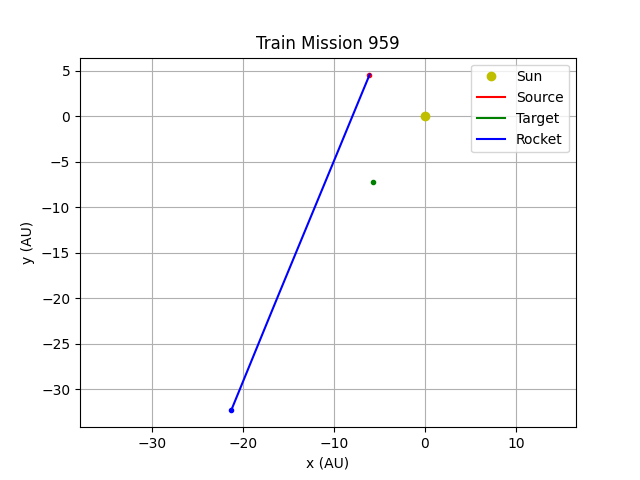 Train Mission 959
Sun
Source
Target
Rocket
5
0
−5
−10
−15
−20
−25
−30
y (AU)
−30
−20
−10
0
10
x (AU)